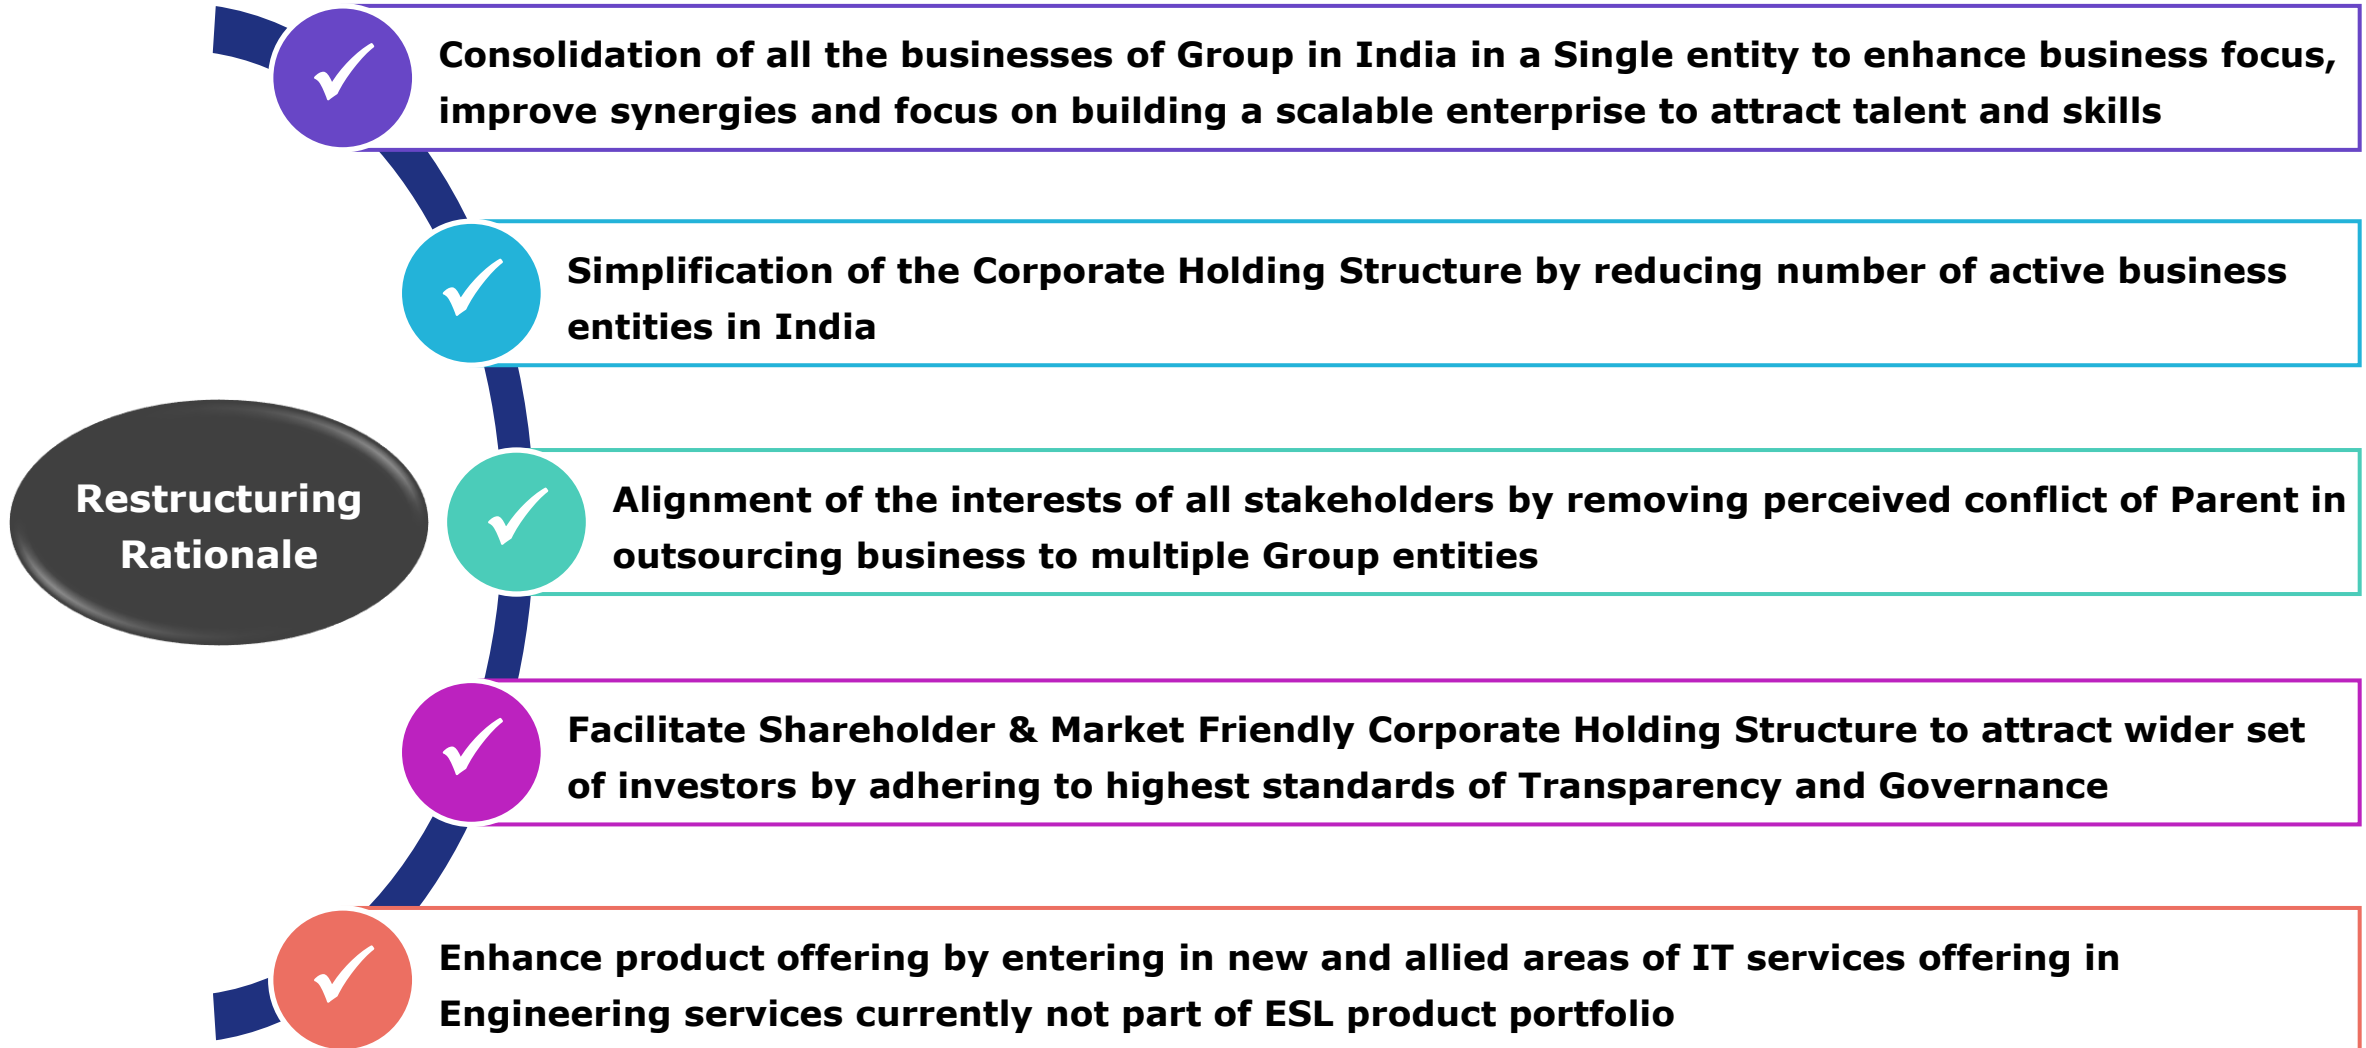 Consolidation of all the businesses of Group in India in a Single entity to enhance business focus,
improve synergies and focus on building a scalable enterprise to attract talent and skills
Simplification of the Corporate Holding Structure by reducing number of active business
entities in India
Restructuring
Rationale
Alignment of the interests of all stakeholders by removing perceived conflict of Parent in
outsourcing business to multiple Group entities
Facilitate Shareholder & Market Friendly Corporate Holding Structure to attract wider set
of investors by adhering to highest standards of Transparency and Governance
Enhance product offering by entering in new and allied areas of IT services offering in
Engineering services currently not part of ESL product portfolio